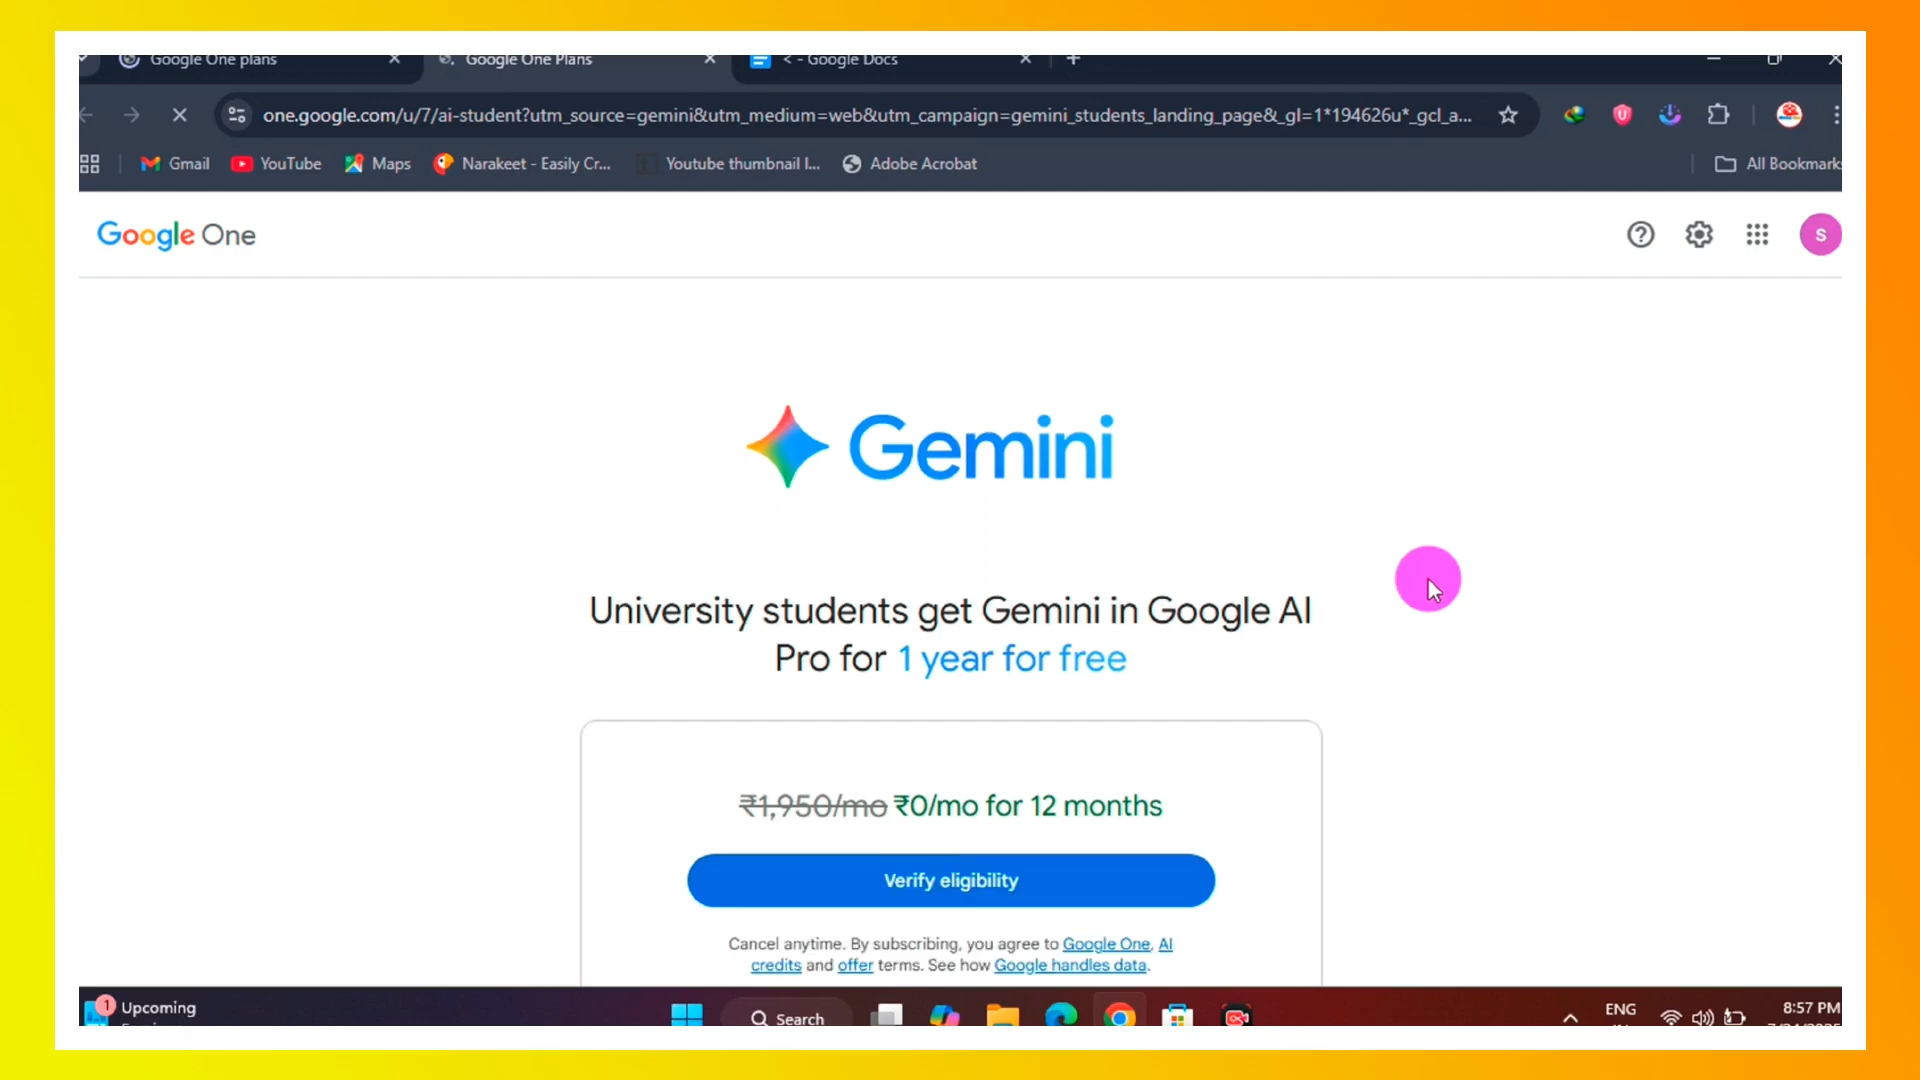 Google One plans
Google One Plans
< - Google Docs
one.google.com/u/7/ai-student?utm_source=gemini&utm_medium=web&utm_campaign=gemini_students_landing_page&_gl=1*194626u*_gcl_a...
Gmail
YouTube
Maps
Narakeet - Easily Cr...
Youtube thumbnail I...
Adobe Acrobat
All Bookmarks
Google One
S
Gemini
University students get Gemini in Google AI
Pro for 1 year for free
₹1,950/mo ₹0/mo for 12 months
Verify eligibility
Cancel anytime. By subscribing, you agree to Google One, AI
credits and offer terms. See how Google handles data.
1
Upcoming
Search
ENG
8:57 PM